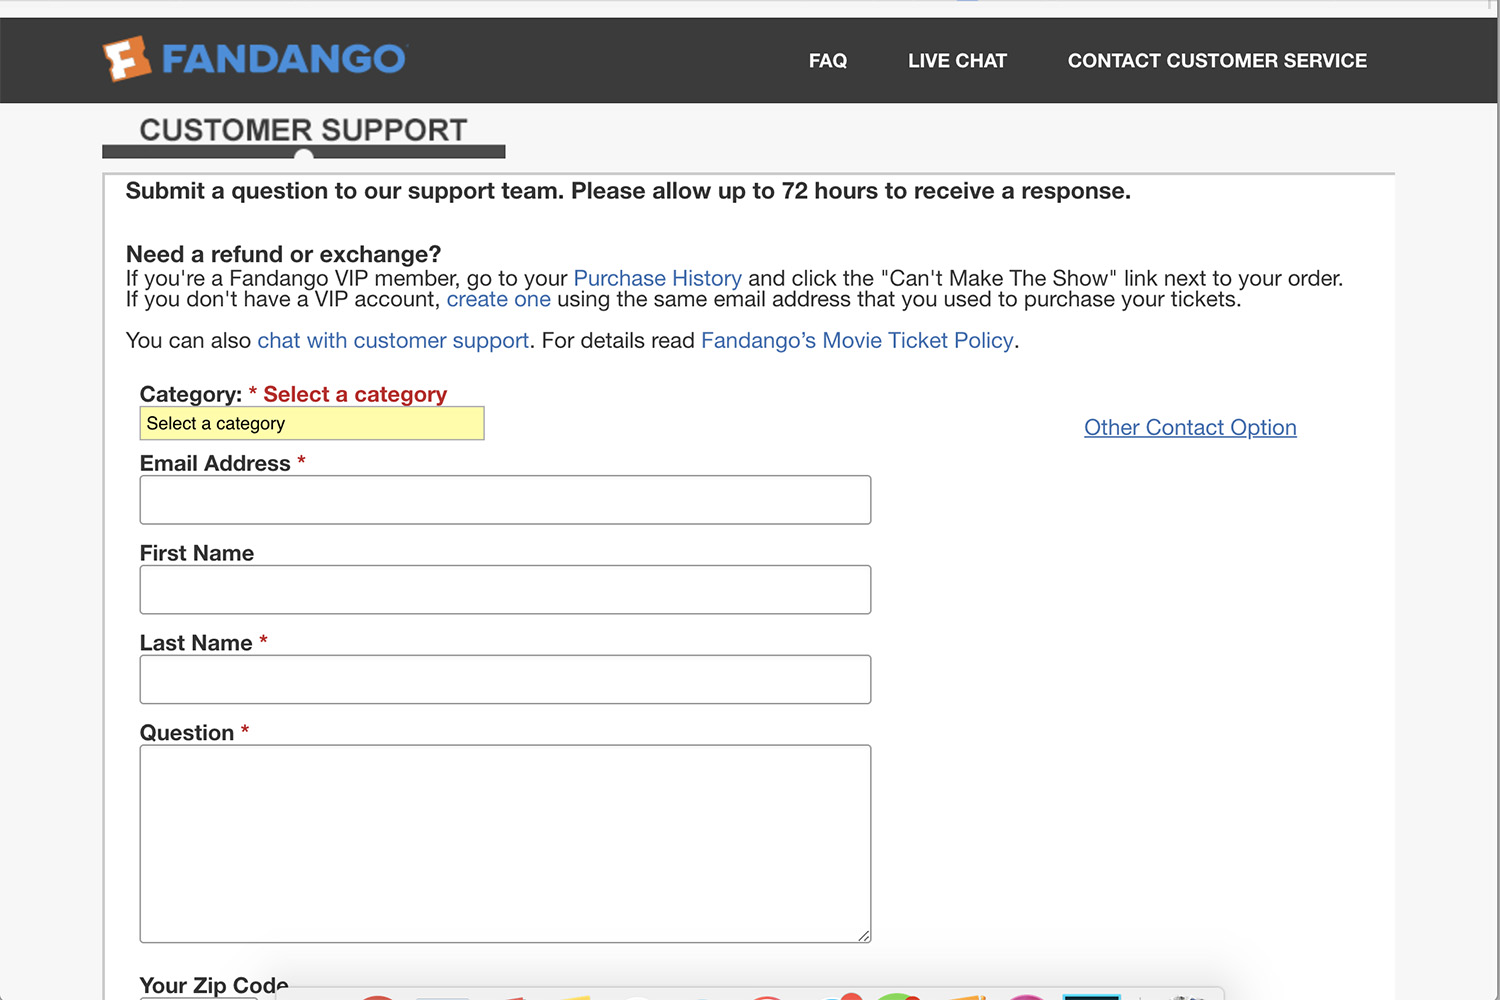 FANDANGO
FAQ
LIVE CHAT
CONTACT CUSTOMER SERVICE
CUSTOMER SUPPORT
Submit a question to our support team. Please allow up to 72 hours to receive a response.
Need a refund or exchange?
If you're a Fandango VIP member, go to your Purchase History and click the "Can't Make The Show" link next to your order.
If you don't have a VIP account, create one using the same email address that you used to purchase your tickets.
You can also chat with customer support. For details read Fandango’s Movie Ticket Policy.
Category: * Select a category
Select a category
Other Contact Option
Email Address *
First Name
Last Name *
Question *
Your Zip Code